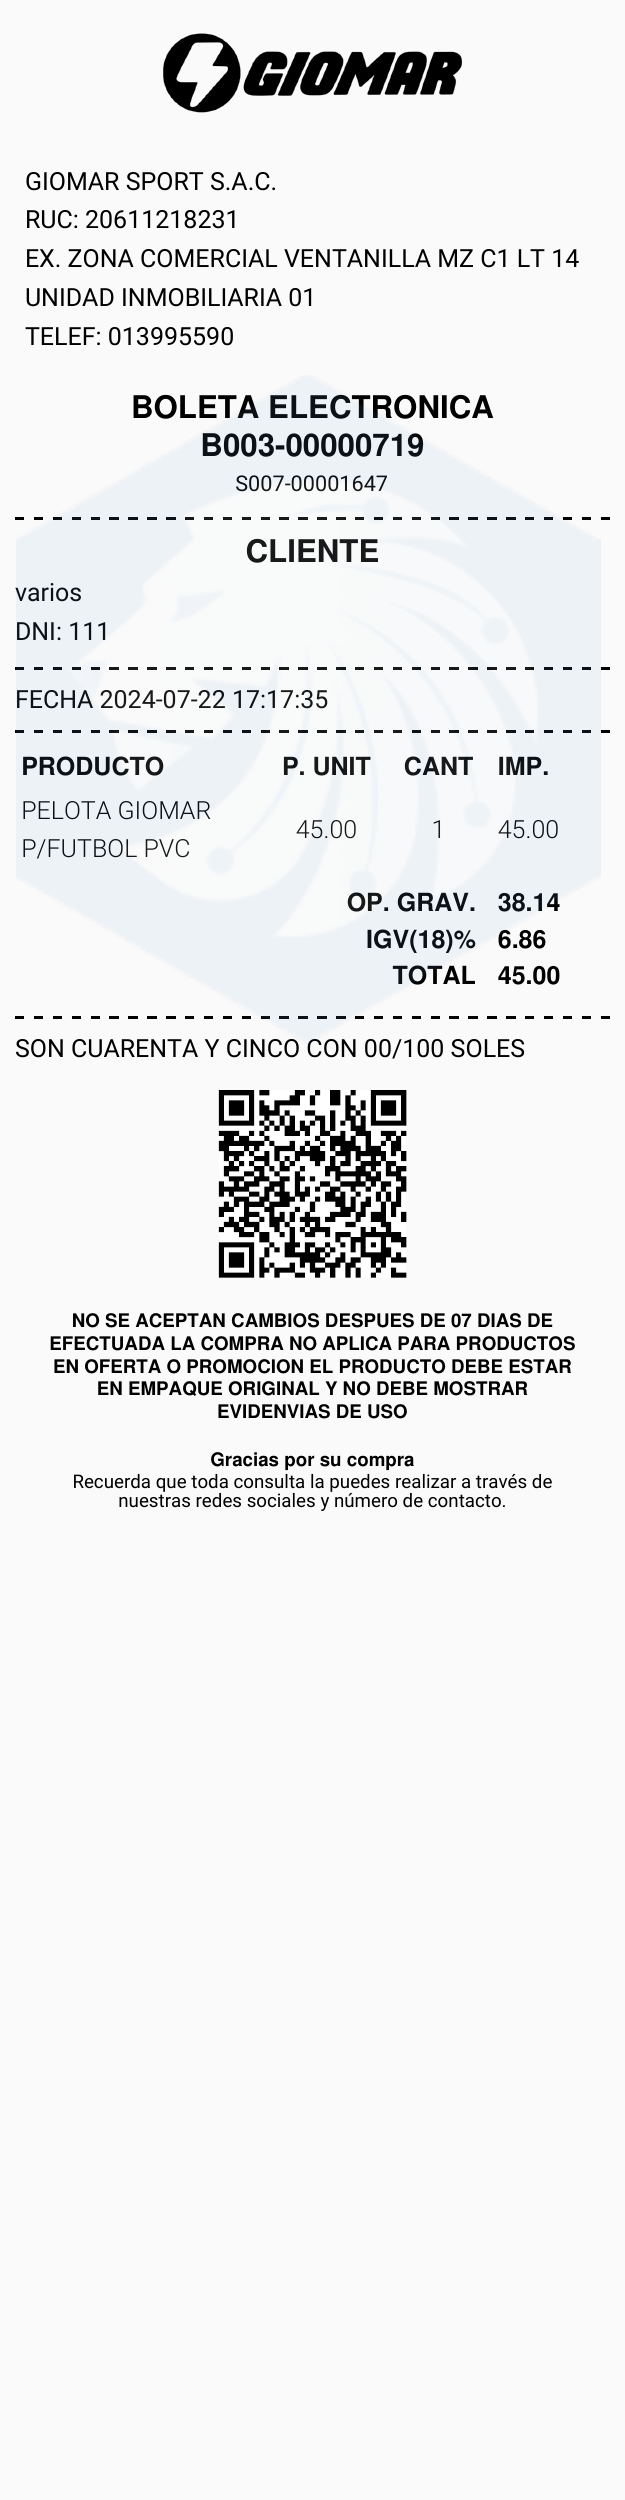 GIOMAR
GIOMAR SPORT S.A.C.
RUC: 20611218231
EX. ZONA COMERCIAL VENTANILLA MZ C1 LT 14
UNIDAD INMOBILIARIA 01
TELEF: 013995590
BOLETA ELECTRONICA
B003-00000719
S007-00001647
CLIENTE
varios
DNI: 111
FECHA 2024-07-22 17:17:35
PRODUCTO P. UNIT CANT IMP.
PELOTA GIOMAR
P/FUTBOL PVC 45.00 1 45.00
OP. GRAV. 38.14
IGV(18)% 6.86
TOTAL 45.00
SON CUARENTA Y CINCO CON 00/100 SOLES
NO SE ACEPTAN CAMBIOS DESPUES DE 07 DIAS DE
EFECTUADA LA COMPRA NO APLICA PARA PRODUCTOS
EN OFERTA O PROMOCION EL PRODUCTO DEBE ESTAR
EN EMPAQUE ORIGINAL Y NO DEBE MOSTRAR
EVIDENVIAS DE USO
Gracias por su compra
Recuerda que toda consulta la puedes realizar a través de
nuestras redes sociales y número de contacto.